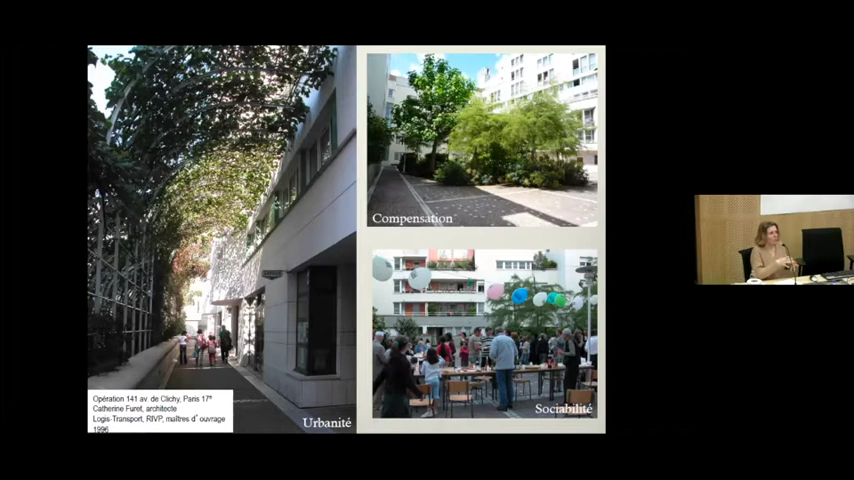 Compensation
Opération 141 av. de Clichy, Paris 17e
Catherine Furet, architecte
Logis-Transport, RIVP, maîtres d'ouvrage
1996
Urbanité
Sociabilité